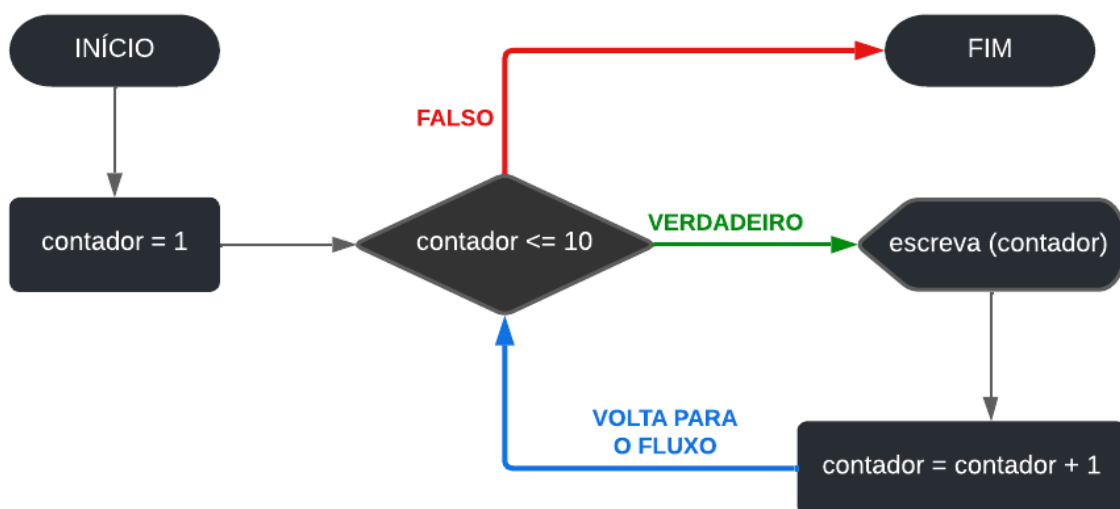 INÍCIO
FIM
FALSO
contador = 1
contador <= 10
VERDADEIRO
escreva (contador)
VOLTA PARA
O FLUXO
contador = contador + 1